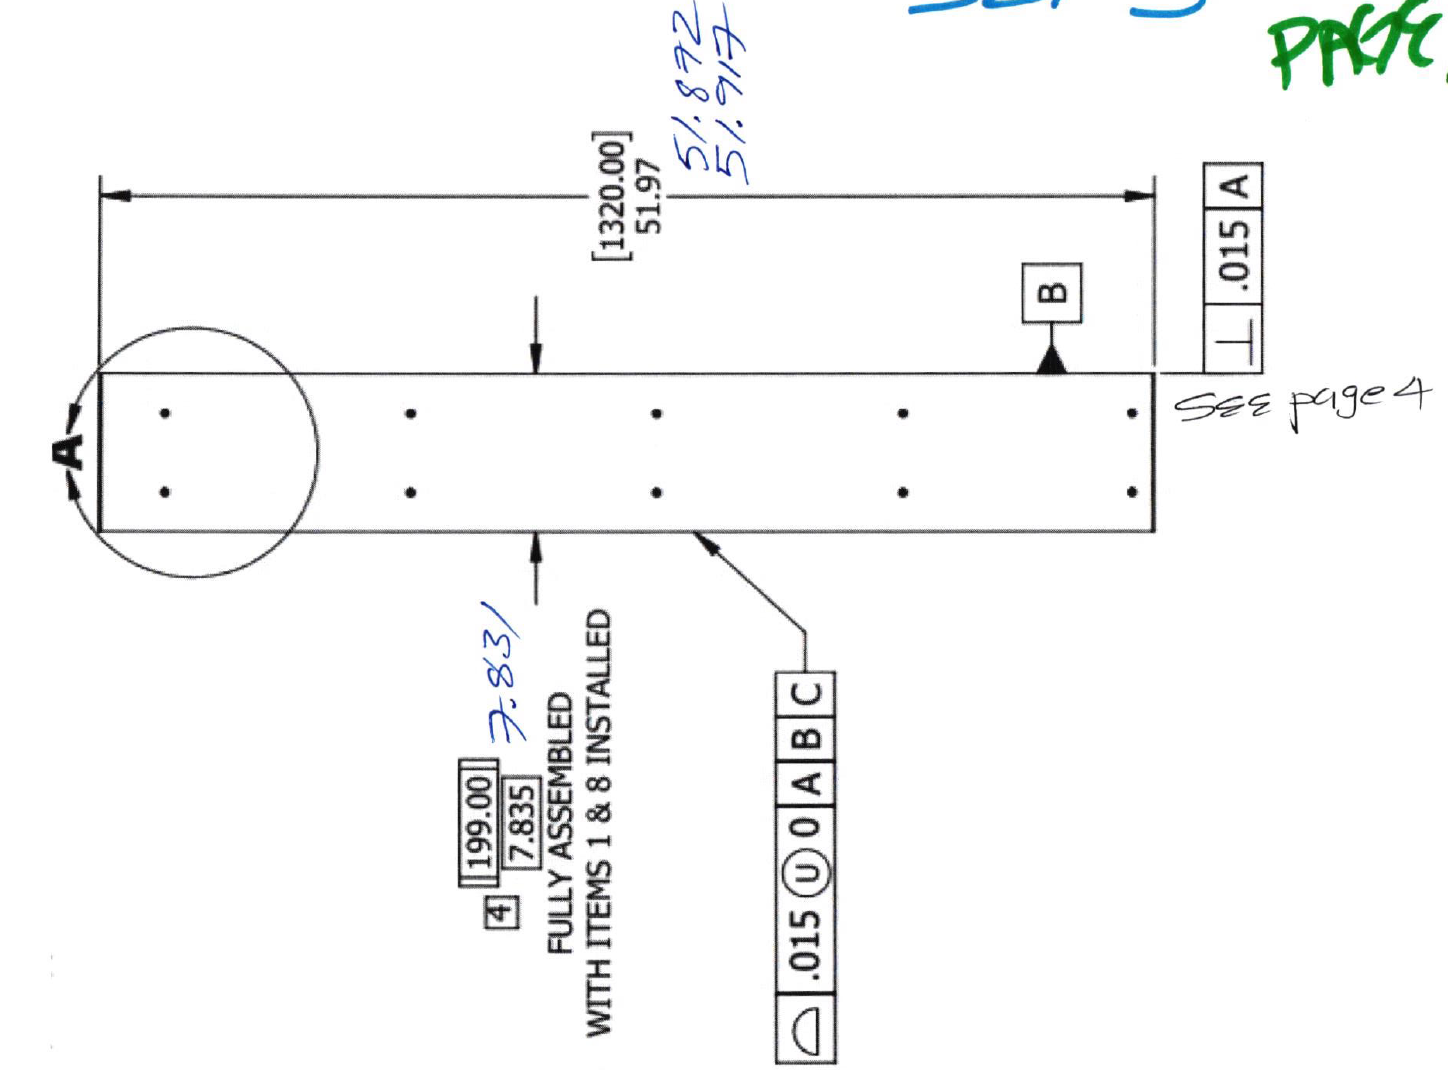 PAGE
51.872
51.917
[1320.00]
51.97
A
B
⊥ .015 A
SEE page 4
7.831
[199.00]
4 7.835
FULLY ASSEMBLED
WITH ITEMS 1 & 8 INSTALLED
⌓ .015 Ⓤ 0 A B C